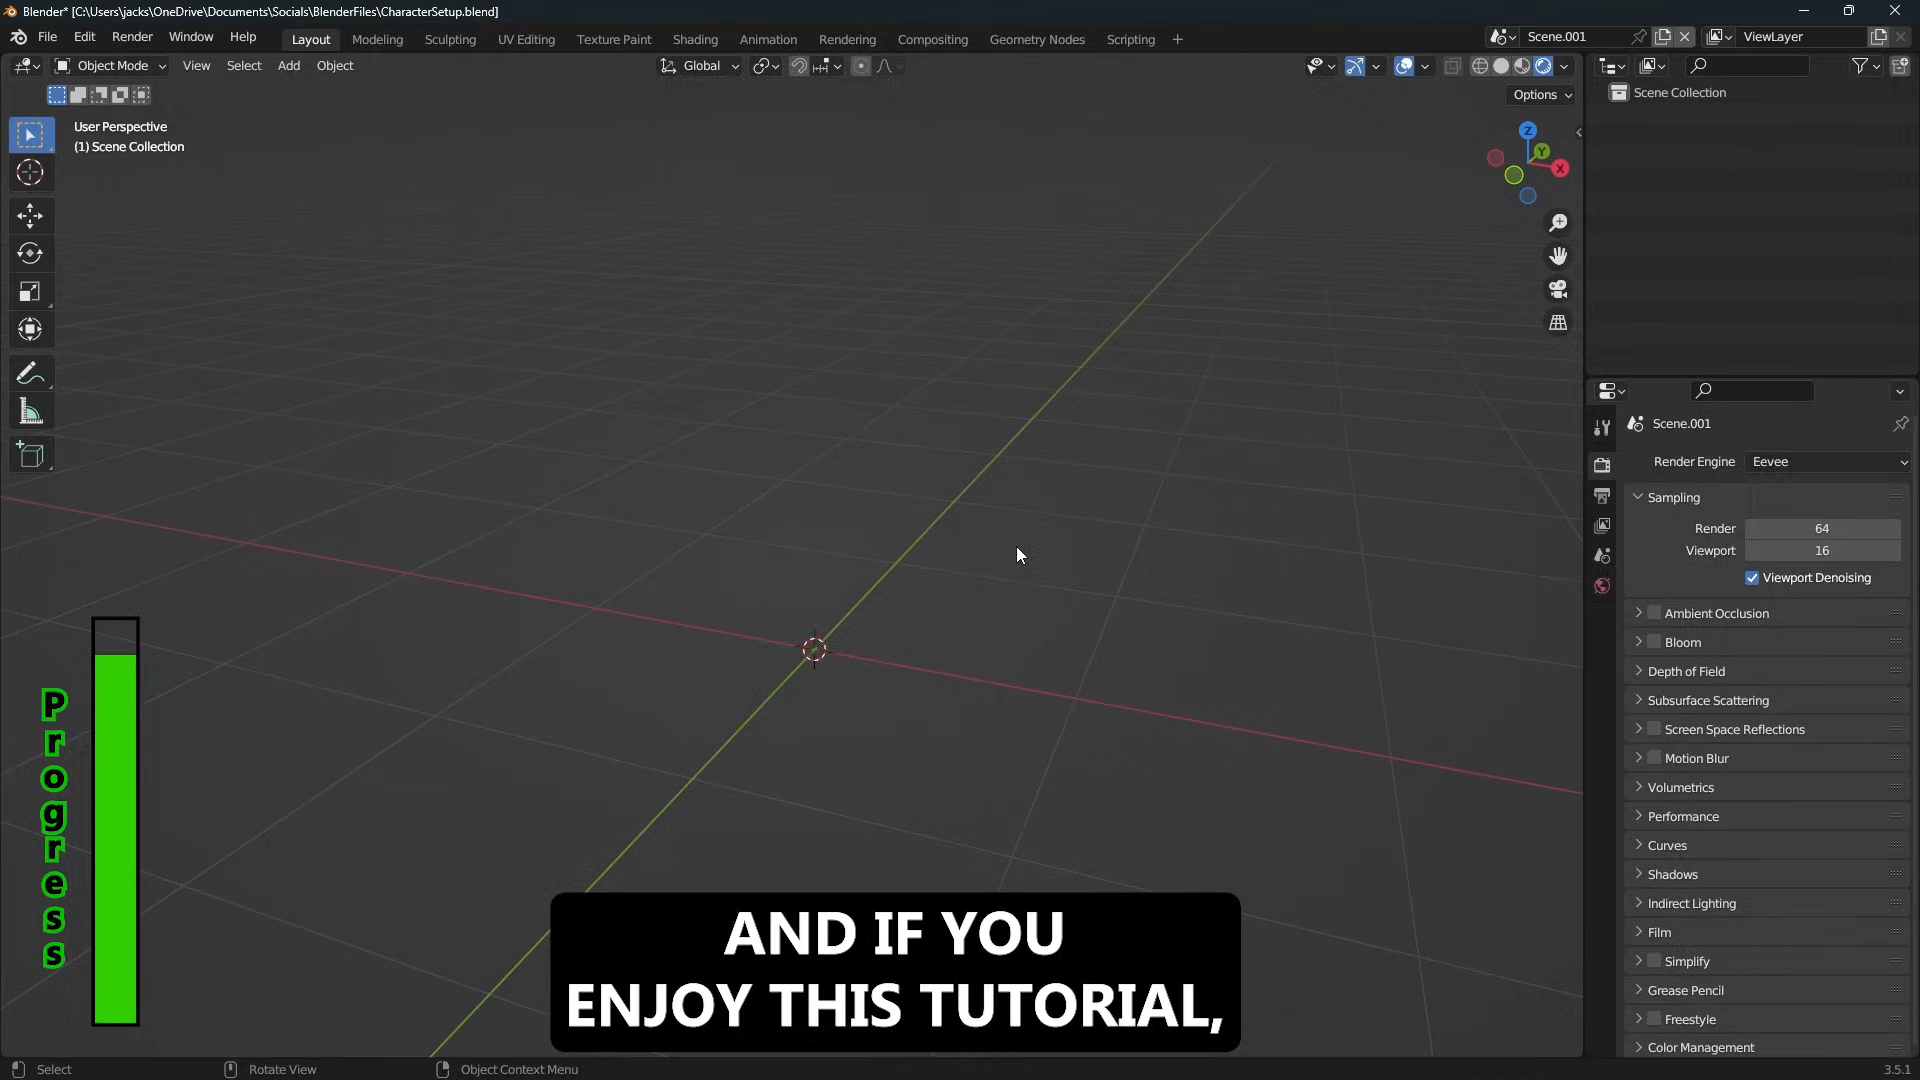 Blender* [C:\Users\jacks\OneDrive\Documents\Socials\BlenderFiles\CharacterSetup.blend]
File Edit Render Window Help Layout Modeling Sculpting UV Editing Texture Paint Shading Animation Rendering Compositing Geometry Nodes Scripting + Scene.001 ViewLayer
Object Mode View Select Add Object Global
Options
Scene Collection
User Perspective
(1) Scene Collection
Z
Y
X
Scene.001
Render Engine Eevee
Sampling
Render 64
Viewport 16
Viewport Denoising
Ambient Occlusion
Bloom
Depth of Field
Subsurface Scattering
Screen Space Reflections
Motion Blur
Volumetrics
Performance
Curves
Shadows
Indirect Lighting
Film
Simplify
Grease Pencil
Freestyle
Color Management
Progress
AND IF YOU
ENJOY THIS TUTORIAL,
Select Rotate View Object Context Menu 3.5.1